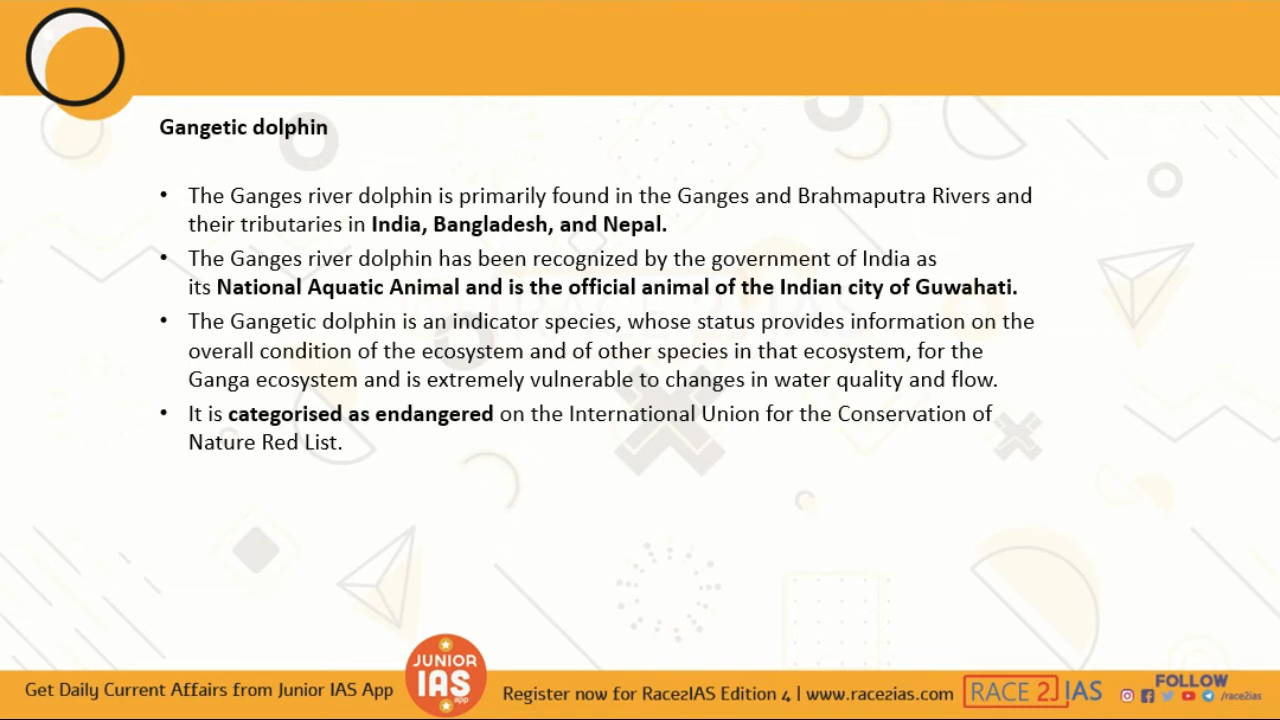 Gangetic dolphin
• The Ganges river dolphin is primarily found in the Ganges and Brahmaputra Rivers and
their tributaries in India, Bangladesh, and Nepal.
• The Ganges river dolphin has been recognized by the government of India as
its National Aquatic Animal and is the official animal of the Indian city of Guwahati.
• The Gangetic dolphin is an indicator species, whose status provides information on the
overall condition of the ecosystem and of other species in that ecosystem, for the
Ganga ecosystem and is extremely vulnerable to changes in water quality and flow.
• It is categorised as endangered on the International Union for the Conservation of
Nature Red List.
Get Daily Current Affairs from Junior IAS App
JUNIOR
IAS
app
Register now for Race2IAS Edition 4 | www.race2ias.com
RACE 2 IAS
FOLLOW
/race2ias